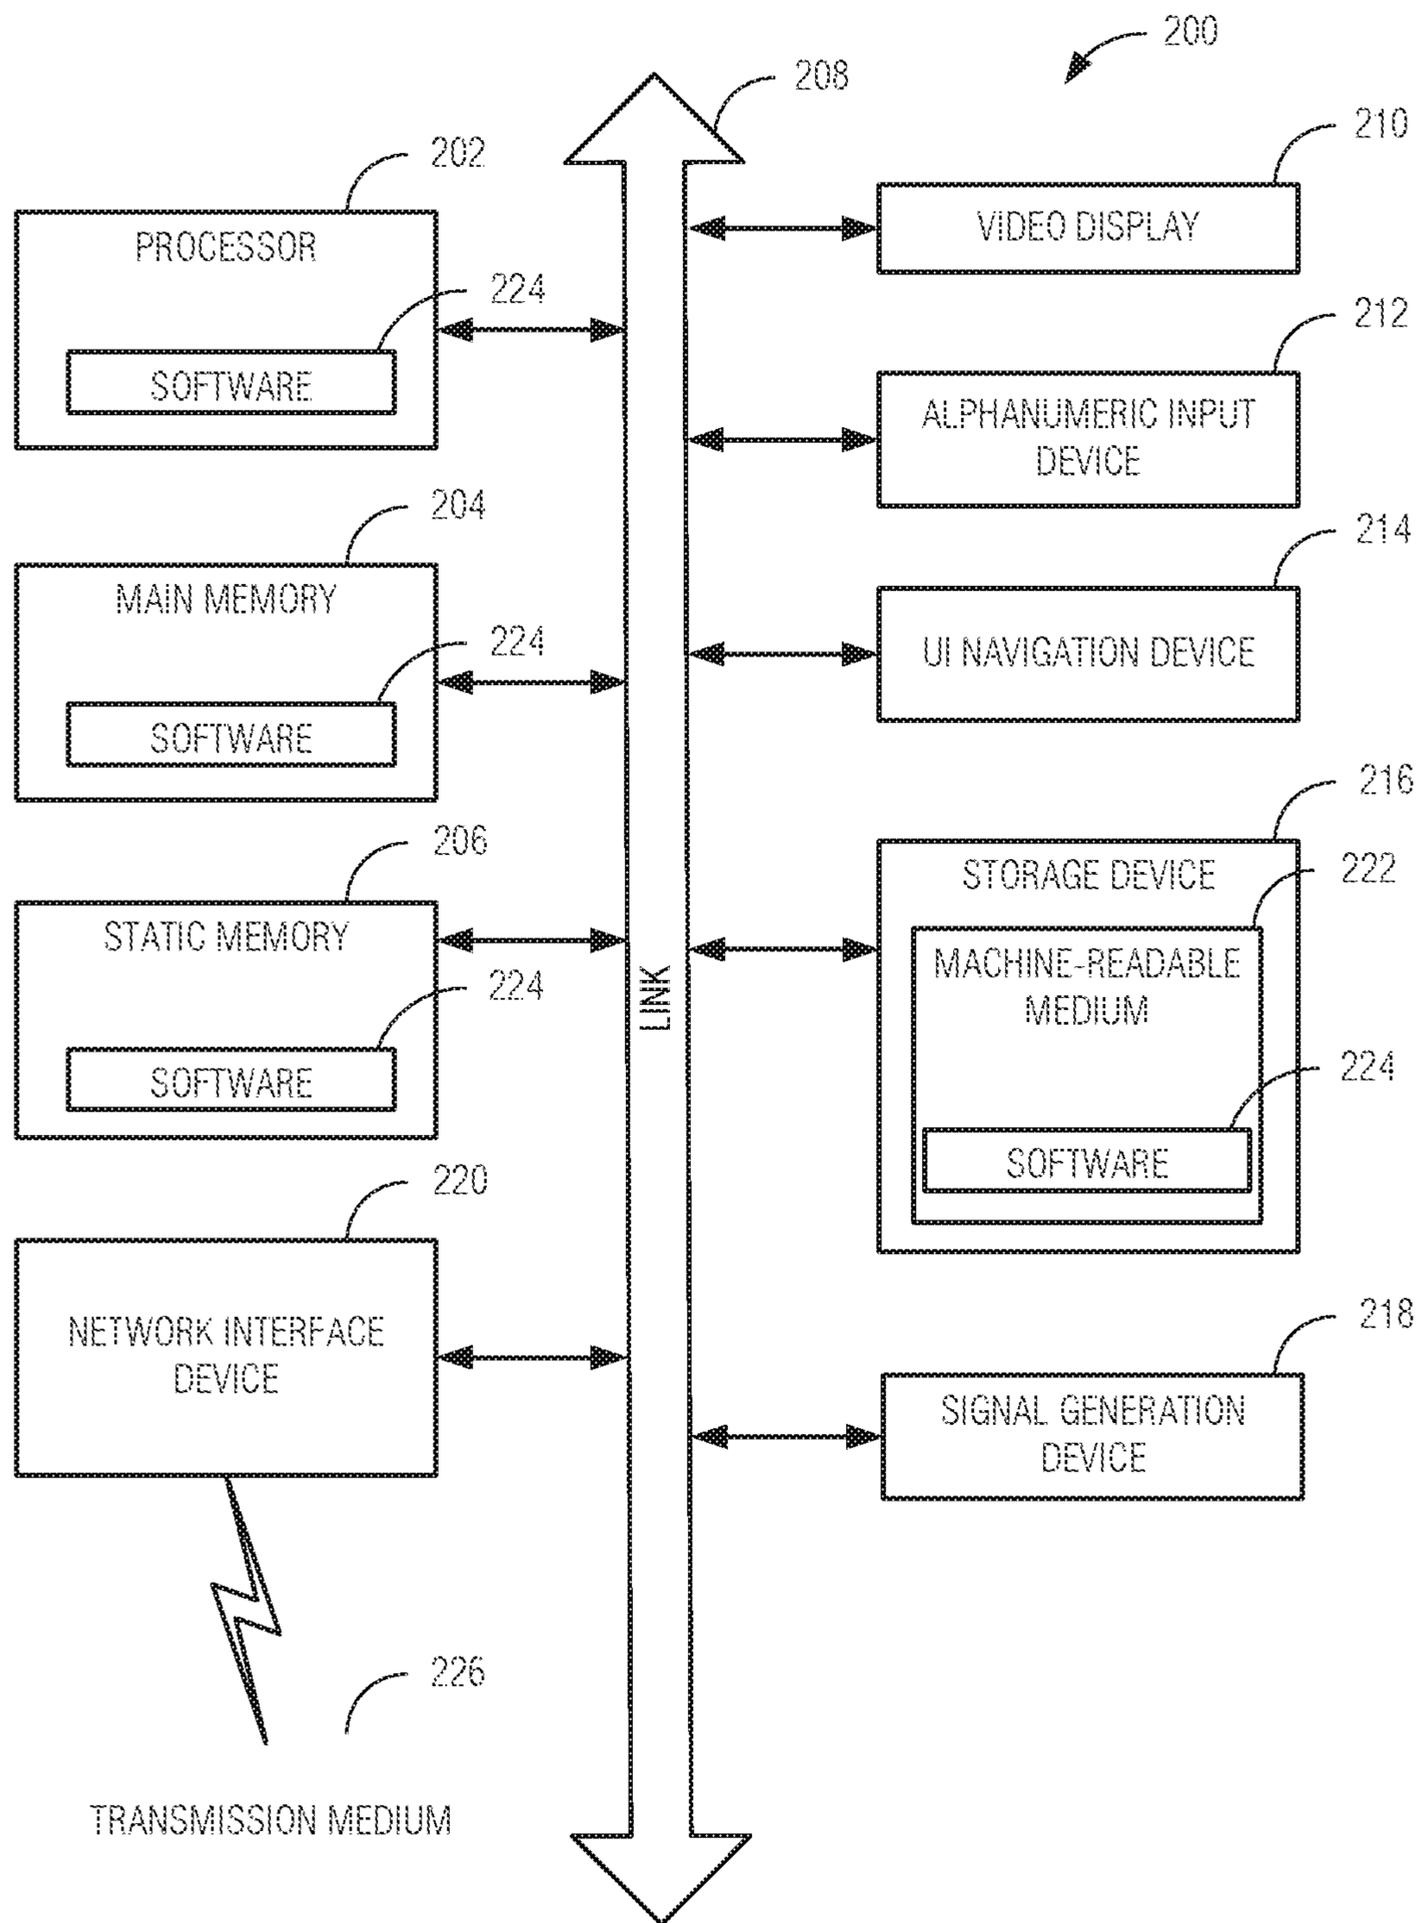 200
208
202
PROCESSOR
224
SOFTWARE
204
MAIN MEMORY
224
SOFTWARE
206
STATIC MEMORY
224
SOFTWARE
220
NETWORK INTERFACE
DEVICE
226
TRANSMISSION MEDIUM
LINK
210
VIDEO DISPLAY
212
ALPHANUMERIC INPUT
DEVICE
214
UI NAVIGATION DEVICE
216
STORAGE DEVICE
222
MACHINE-READABLE
MEDIUM
224
SOFTWARE
218
SIGNAL GENERATION
DEVICE